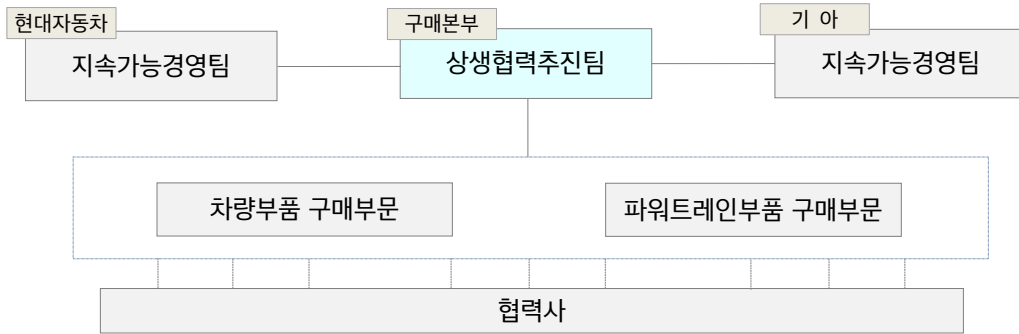 현대자동차
지속가능경영팀
구매본부
상생협력추진팀
기 아
지속가능경영팀
차량부품 구매부문
파워트레인부품 구매부문
협력사